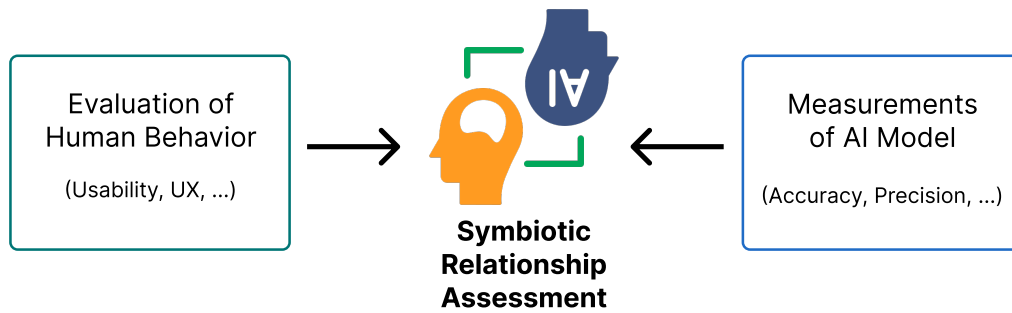 Evaluation of
Human Behavior
(Usability, UX, ...)
AI
Symbiotic
Relationship
Assessment
Measurements
of AI Model
(Accuracy, Precision, ...)